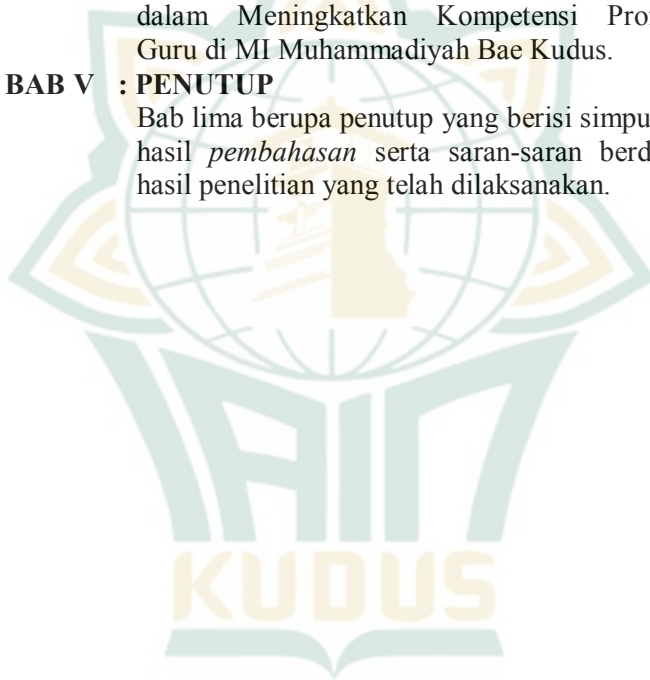 dalam Meningkatkan Kompetensi
Guru di MI Muhammadiyah Bae Kudus.
BAB V : PENUTUP
Bab lima berupa penutup yang berisi
hasil pembahasan serta saran-saran
hasil penelitian yang telah dilaksanakan.
IAIN
KUDUS